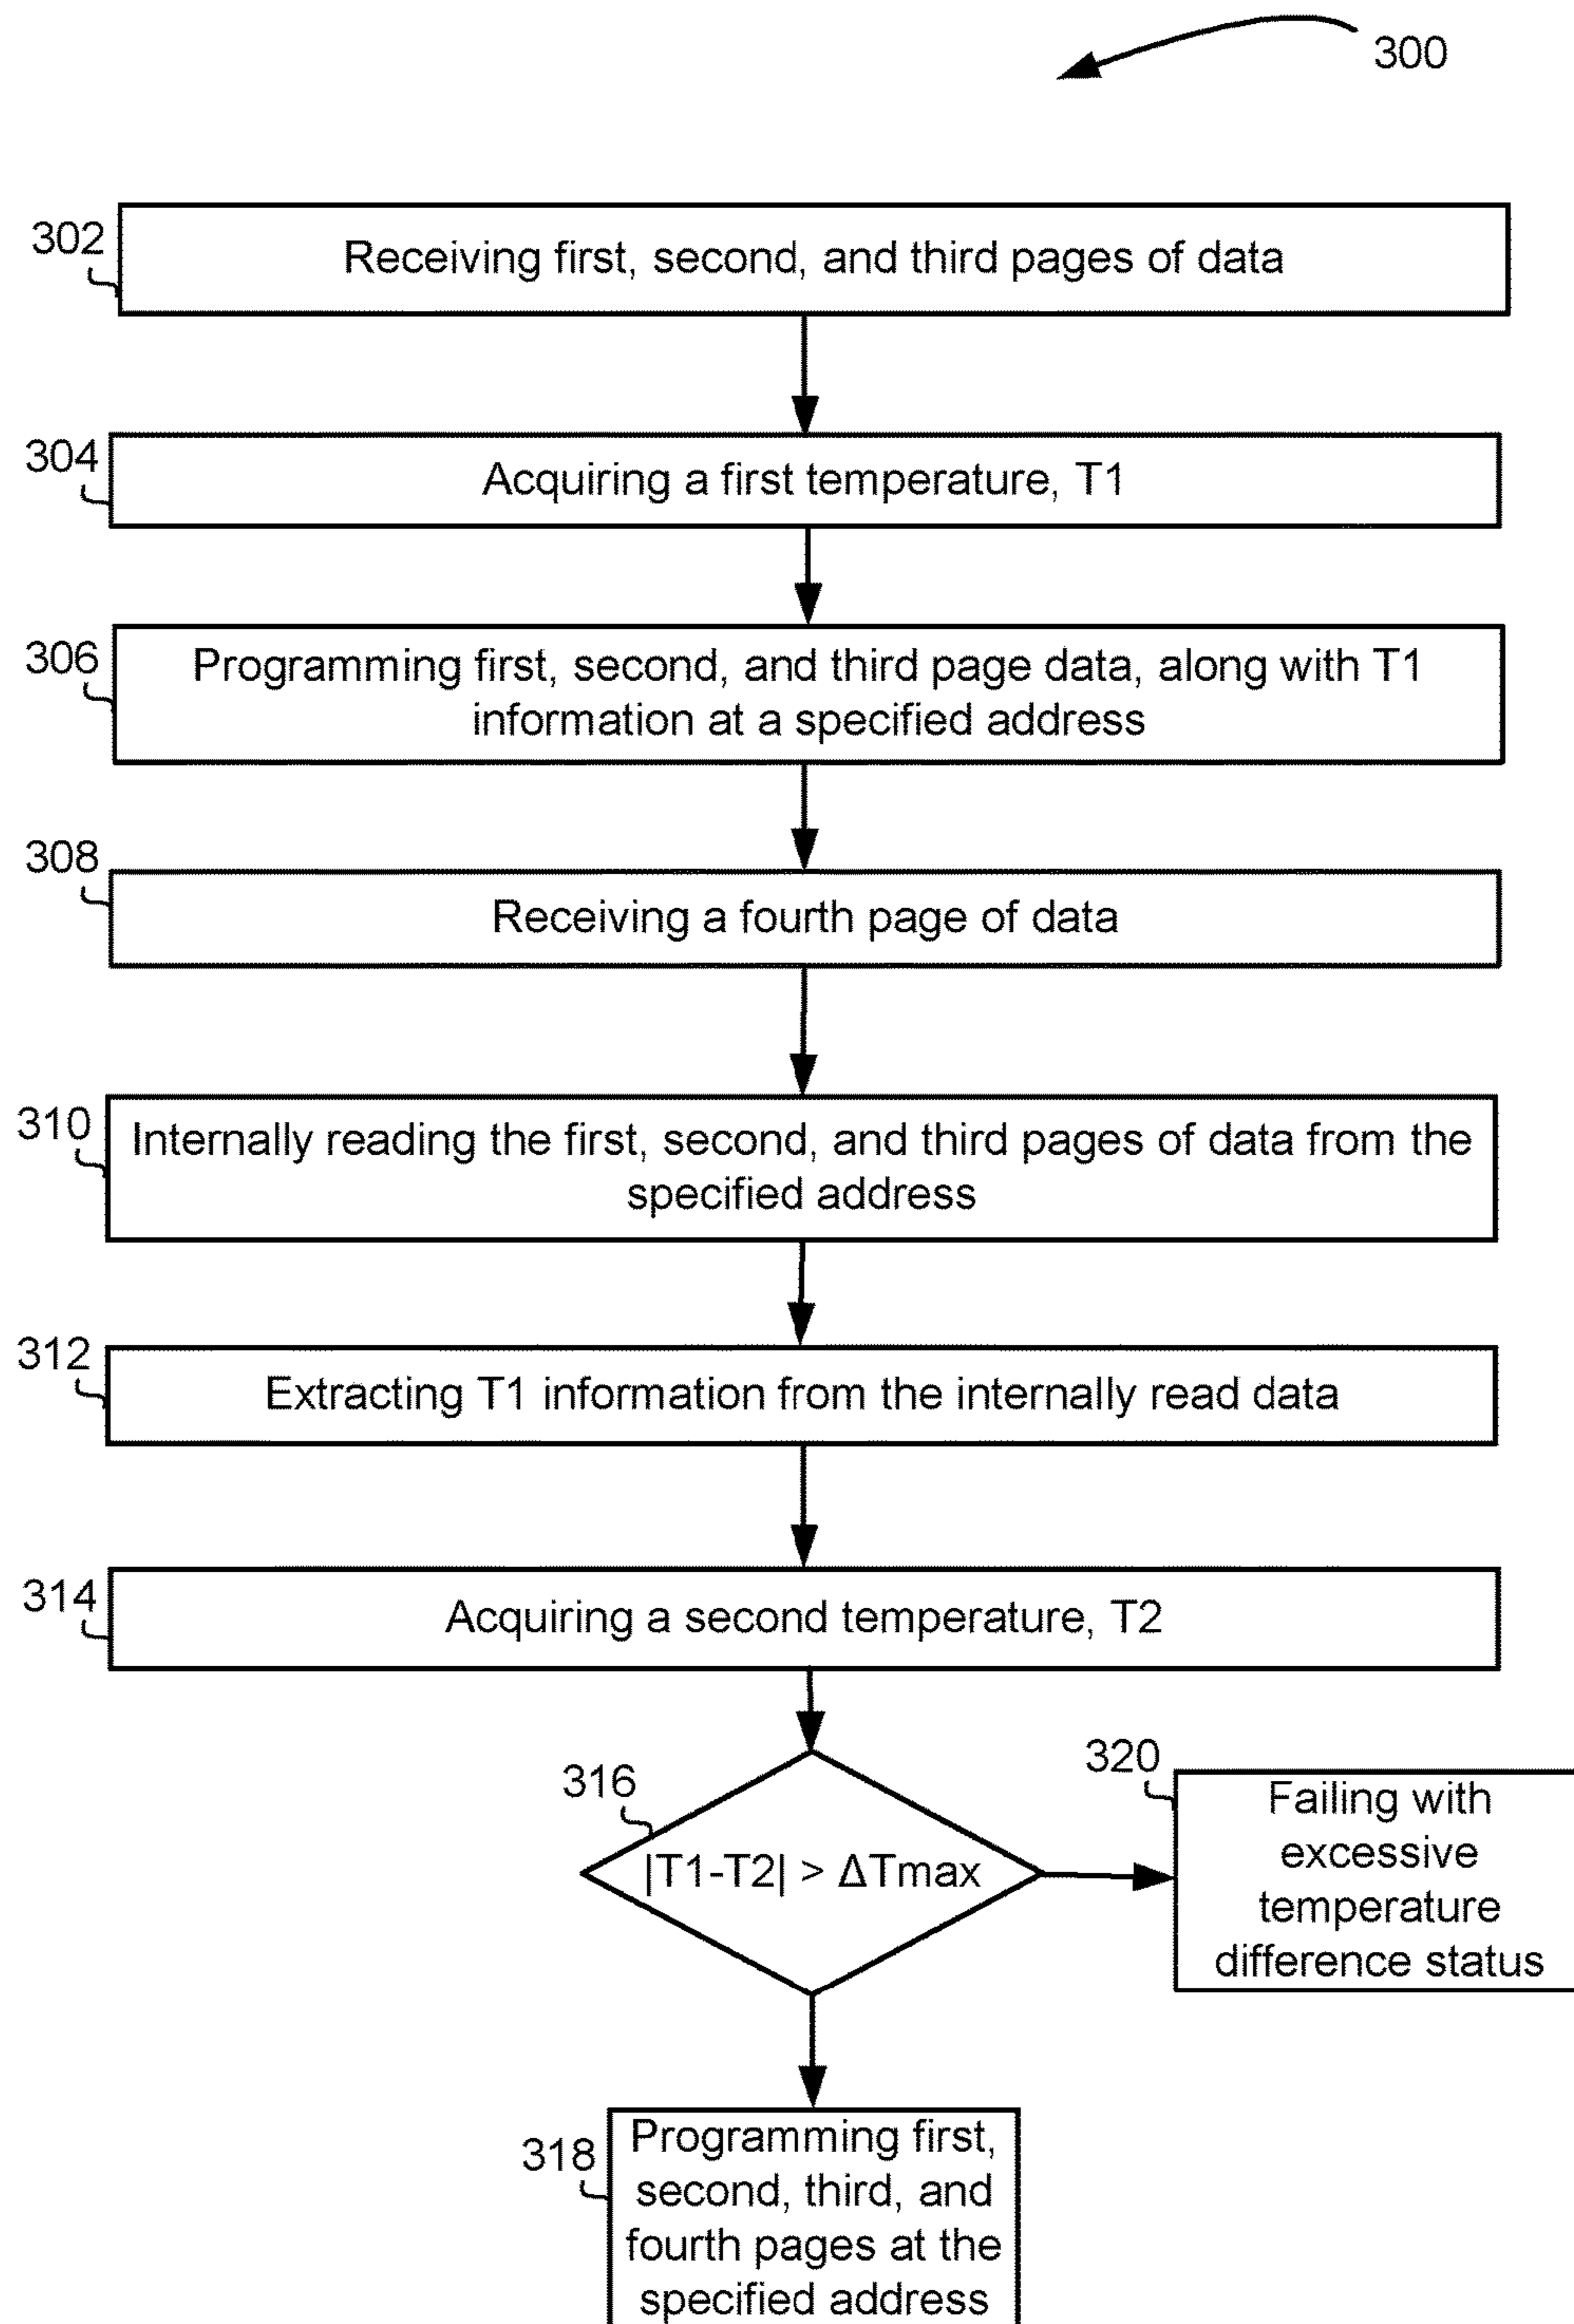 300
302
Receiving first, second, and third pages of data
304
Acquiring a first temperature, T1
306
Programming first, second, and third page data, along with T1
information at a specified address
308
Receiving a fourth page of data
310
Internally reading the first, second, and third pages of data from the
specified address
312
Extracting T1 information from the internally read data
314
Acquiring a second temperature, T2
316
|T1-T2| > ΔTmax
320
Failing with
excessive
temperature
difference status
318
Programming first,
second, third, and
fourth pages at the
specified address